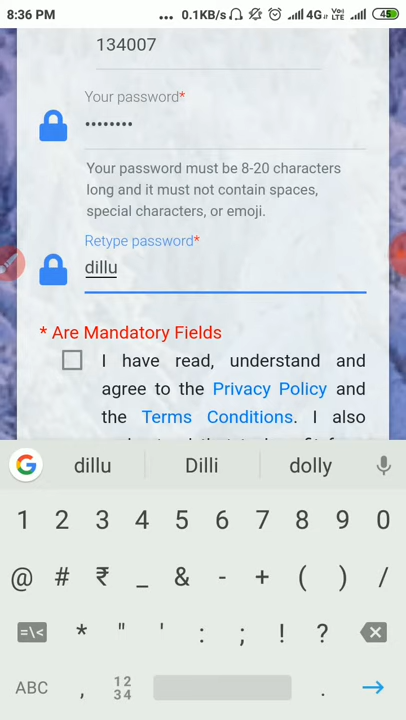 8:36 PM ... 0.1KB/s 4G VoLTE 45
134007
Your password*
••••••••
Your password must be 8-20 characters
long and it must not contain spaces,
special characters, or emoji.
Retype password*
dillu
* Are Mandatory Fields
I have read, understand and
agree to the Privacy Policy and
the Terms Conditions. I also
dillu Dilli dolly
1 2 3 4 5 6 7 8 9 0
@ # ₹ _ & - + ( ) /
=\< * " ' : ; ! ?
ABC , 12 34 .